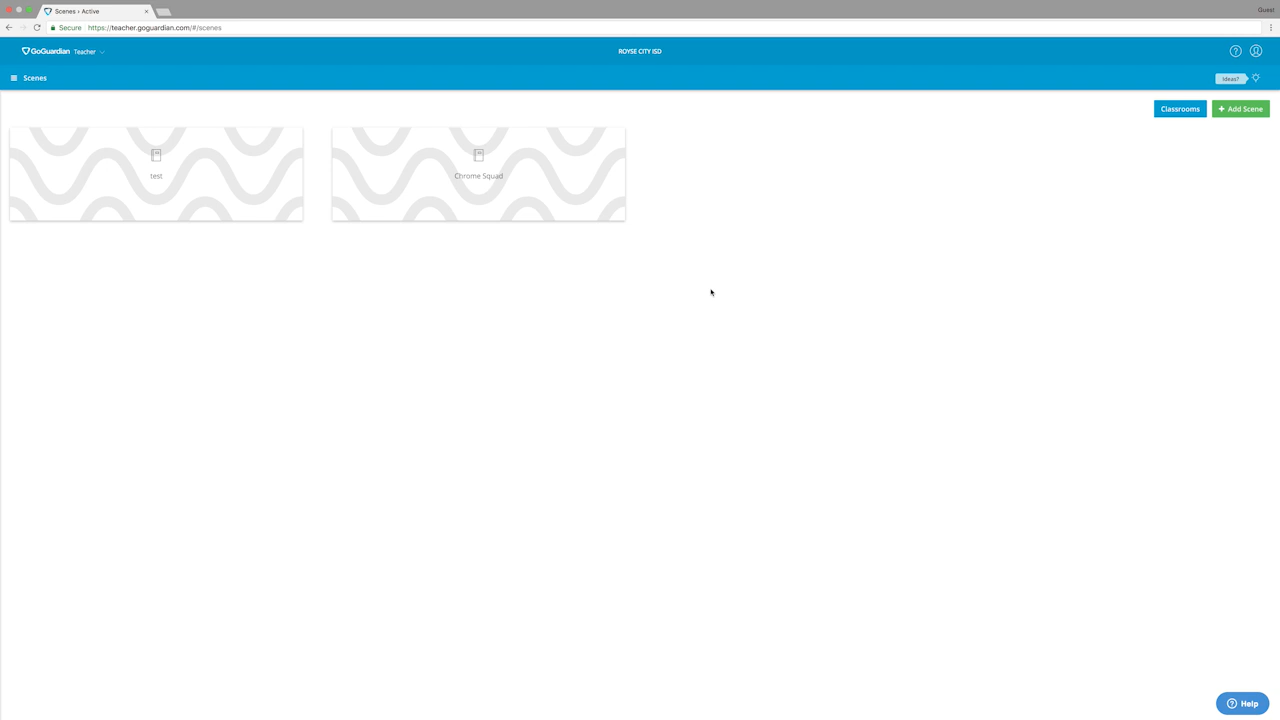 Scenes › Active
Guest
Secure https://teacher.goguardian.com/#/scenes
GoGuardian Teacher
ROYSE CITY ISD
Scenes
Ideas?
Classrooms
+ Add Scene
test
Chrome Squad
Help